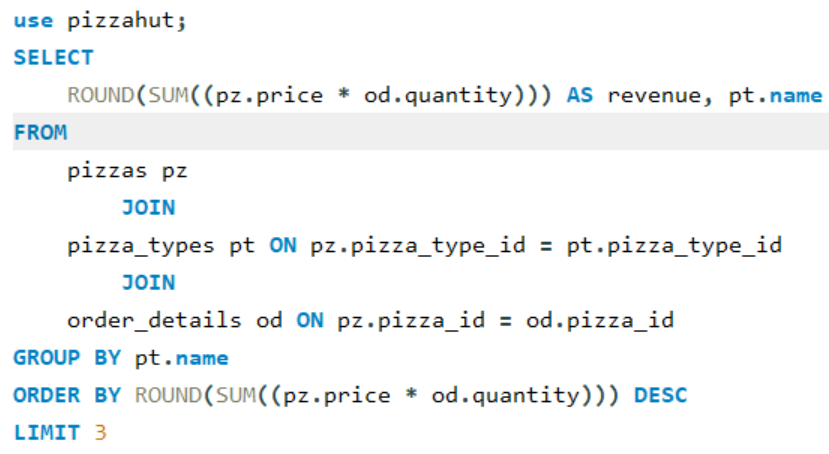 use pizzahut;
SELECT
    ROUND(SUM((pz.price * od.quantity))) AS revenue, pt.name
FROM
    pizzas pz
        JOIN
    pizza_types pt ON pz.pizza_type_id = pt.pizza_type_id
        JOIN
    order_details od ON pz.pizza_id = od.pizza_id
GROUP BY pt.name
ORDER BY ROUND(SUM((pz.price * od.quantity))) DESC
LIMIT 3